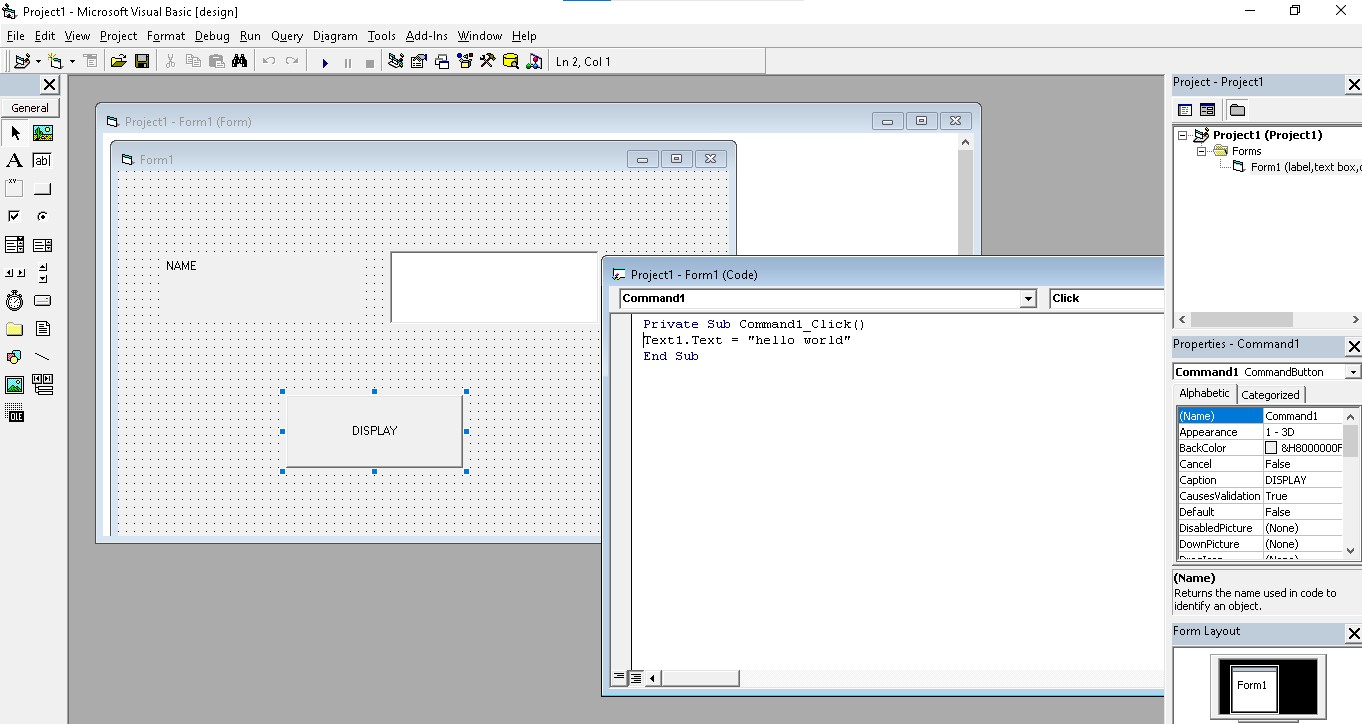 Project1 - Microsoft Visual Basic [design]
File Edit View Project Format Debug Run Query Diagram Tools Add-Ins Window Help
Ln 2, Col 1
General
A
ab|
XY
OLE
Project1 - Form1 (Form)
Form1
NAME
DISPLAY
Project1 - Form1 (Code)
Command1 Click
Private Sub Command1_Click()
Text1.Text = "hello world"
End Sub
Project - Project1
Project1 (Project1)
Forms
Form1 (label,text box,
Properties - Command1
Command1 CommandButton
Alphabetic Categorized
(Name) Command1
Appearance 1 - 3D
BackColor &H8000000F
Cancel False
Caption DISPLAY
CausesValidation True
Default False
DisabledPicture (None)
DownPicture (None)
(Name)
Returns the name used in code to
identify an object.
Form Layout
Form1